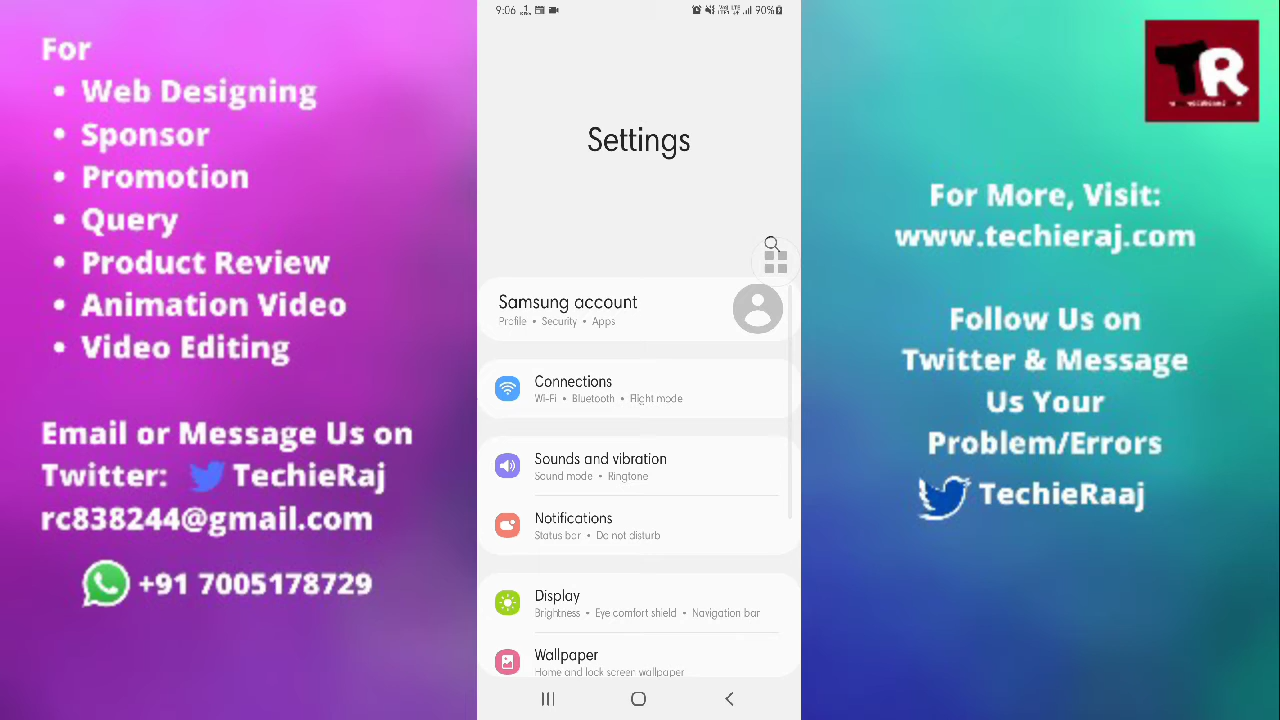 For
• Web Designing
• Sponsor
• Promotion
• Query
• Product Review
• Animation Video
• Video Editing
Email or Message Us on
Twitter: TechieRaj
rc838244@gmail.com
+91 7005178729
9:06
90%
Settings
Samsung account
Profile • Security • Apps
Connections
Wi-Fi • Bluetooth • Flight mode
Sounds and vibration
Sound mode • Ringtone
Notifications
Status bar • Do not disturb
Display
Brightness • Eye comfort shield • Navigation bar
Wallpaper
Home and lock screen wallpaper
TR
For More, Visit:
www.techieraj.com
Follow Us on
Twitter & Message
Us Your
Problem/Errors
TechieRaaj